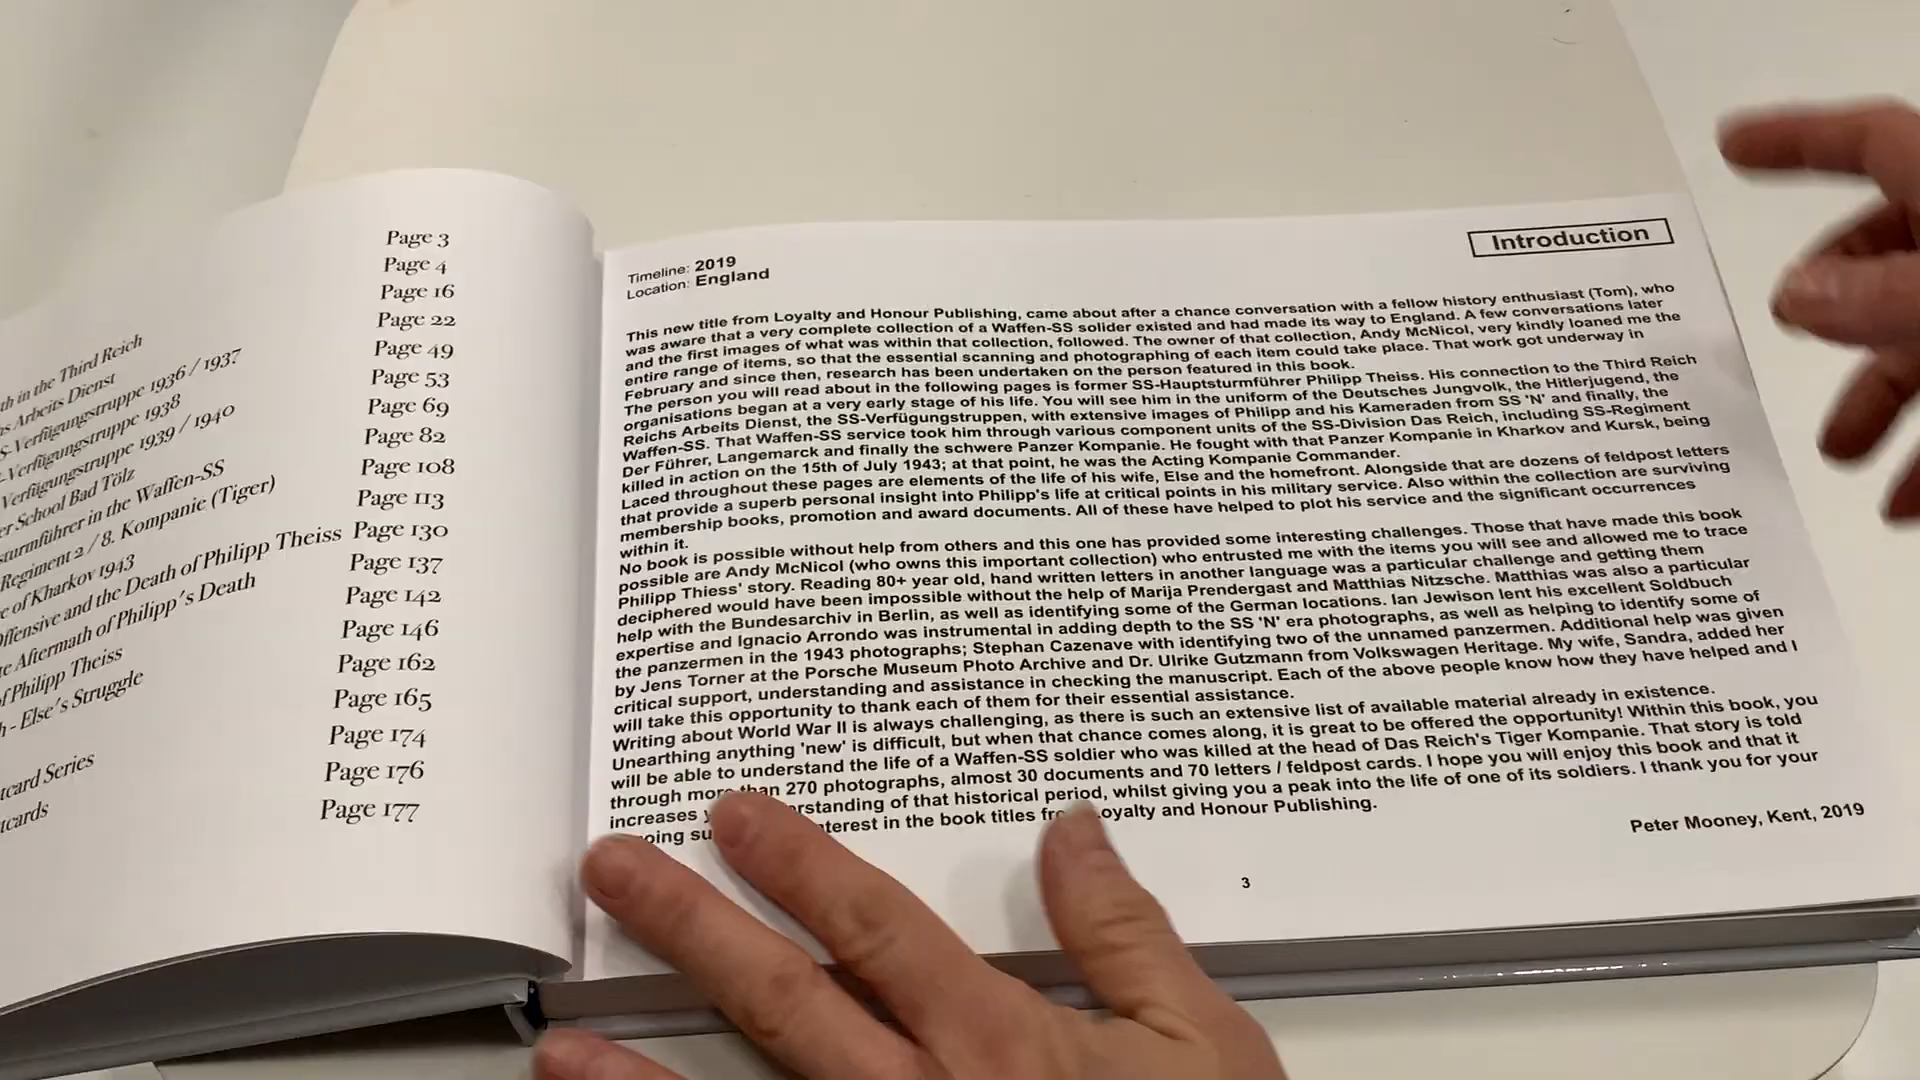 Page 3
Page 4
Page 16
Page 22
th in the Third Reich Page 49
s Arbeits Dienst Page 53
S-Verfügungstruppe 1936 / 1937 Page 69
-Verfügungstruppe 1938 Page 82
Verfügungstruppe 1939 / 1940 Page 108
er School Bad Tölz Page 113
sturmführer in the Waffen-SS Page 130
Regiment 2 / 8. Kompanie (Tiger) Page 137
e of Kharkov 1943 Page 142
ffensive and the Death of Philipp Theiss Page 146
e Aftermath of Philipp's Death Page 162
of Philipp Theiss Page 165
h - Else's Struggle Page 174
tcard Series Page 176
tcards Page 177
Introduction
Timeline: 2019
Location: England
This new title from Loyalty and Honour Publishing, came about after a chance conversation with a fellow history enthusiast (Tom), who
was aware that a very complete collection of a Waffen-SS solider existed and had made its way to England. A few conversations later
and the first images of what was within that collection, followed. The owner of that collection, Andy McNicol, very kindly loaned me the
entire range of items, so that the essential scanning and photographing of each item could take place. That work got underway in
February and since then, research has been undertaken on the person featured in this book.
The person you will read about in the following pages is former SS-Hauptsturmführer Philipp Theiss. His connection to the Third Reich
organisations began at a very early stage of his life. You will see him in the uniform of the Deutsches Jungvolk, the Hitlerjugend, the
Reichs Arbeits Dienst, the SS-Verfügungstruppen, with extensive images of Philipp and his Kameraden from SS 'N' and finally, the
Waffen-SS. That Waffen-SS service took him through various component units of the SS-Division Das Reich, including SS-Regiment
Der Führer, Langemarck and finally the schwere Panzer Kompanie. He fought with that Panzer Kompanie in Kharkov and Kursk, being
killed in action on the 15th of July 1943; at that point, he was the Acting Kompanie Commander.
Laced throughout these pages are elements of the life of his wife, Else and the homefront. Alongside that are dozens of feldpost letters
that provide a superb personal insight into Philipp's life at critical points in his military service. Also within the collection are surviving
membership books, promotion and award documents. All of these have helped to plot his service and the significant occurrences
within it.
No book is possible without help from others and this one has provided some interesting challenges. Those that have made this book
possible are Andy McNicol (who owns this important collection) who entrusted me with the items you will see and allowed me to trace
Philipp Thiess' story. Reading 80+ year old, hand written letters in another language was a particular challenge and getting them
deciphered would have been impossible without the help of Marija Prendergast and Matthias Nitzsche. Matthias was also a particular
help with the Bundesarchiv in Berlin, as well as identifying some of the German locations. Ian Jewison lent his excellent Soldbuch
expertise and Ignacio Arrondo was instrumental in adding depth to the SS 'N' era photographs, as well as helping to identify some of
the panzermen in the 1943 photographs; Stephan Cazenave with identifying two of the unnamed panzermen. Additional help was given
by Jens Torner at the Porsche Museum Photo Archive and Dr. Ulrike Gutzmann from Volkswagen Heritage. My wife, Sandra, added her
critical support, understanding and assistance in checking the manuscript. Each of the above people know how they have helped and I
will take this opportunity to thank each of them for their essential assistance.
Writing about World War II is always challenging, as there is such an extensive list of available material already in existence.
Unearthing anything 'new' is difficult, but when that chance comes along, it is great to be offered the opportunity! Within this book, you
will be able to understand the life of a Waffen-SS soldier who was killed at the head of Das Reich's Tiger Kompanie. That story is told
through more than 270 photographs, almost 30 documents and 70 letters / feldpost cards. I hope you will enjoy this book and that it
increases rstanding of that historical period, whilst giving you a peak into the life of one of its soldiers. I thank you for your
oing su terest in the book titles fr oyalty and Honour Publishing.
Peter Mooney, Kent, 2019
3